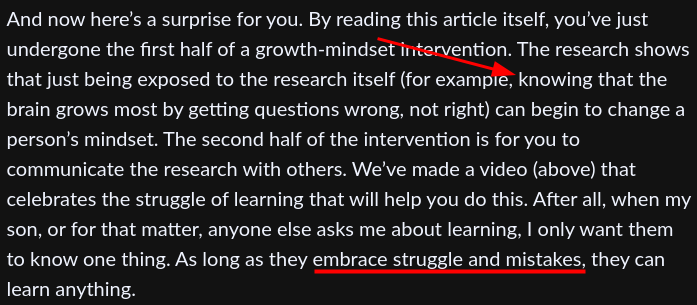 And now here's a surprise for you. By reading this article itself, you've just
undergone the first half of a growth-mindset intervention. The research shows
that just being exposed to the research itself (for example, knowing that the
brain grows most by getting questions wrong, not right) can begin to change a
person's mindset. The second half of the intervention is for you to
communicate the research with others. We've made a video (above) that
celebrates the struggle of learning that will help you do this. After all, when my
son, or for that matter, anyone else asks me about learning, I only want them
to know one thing. As long as they embrace struggle and mistakes, they can
learn anything.